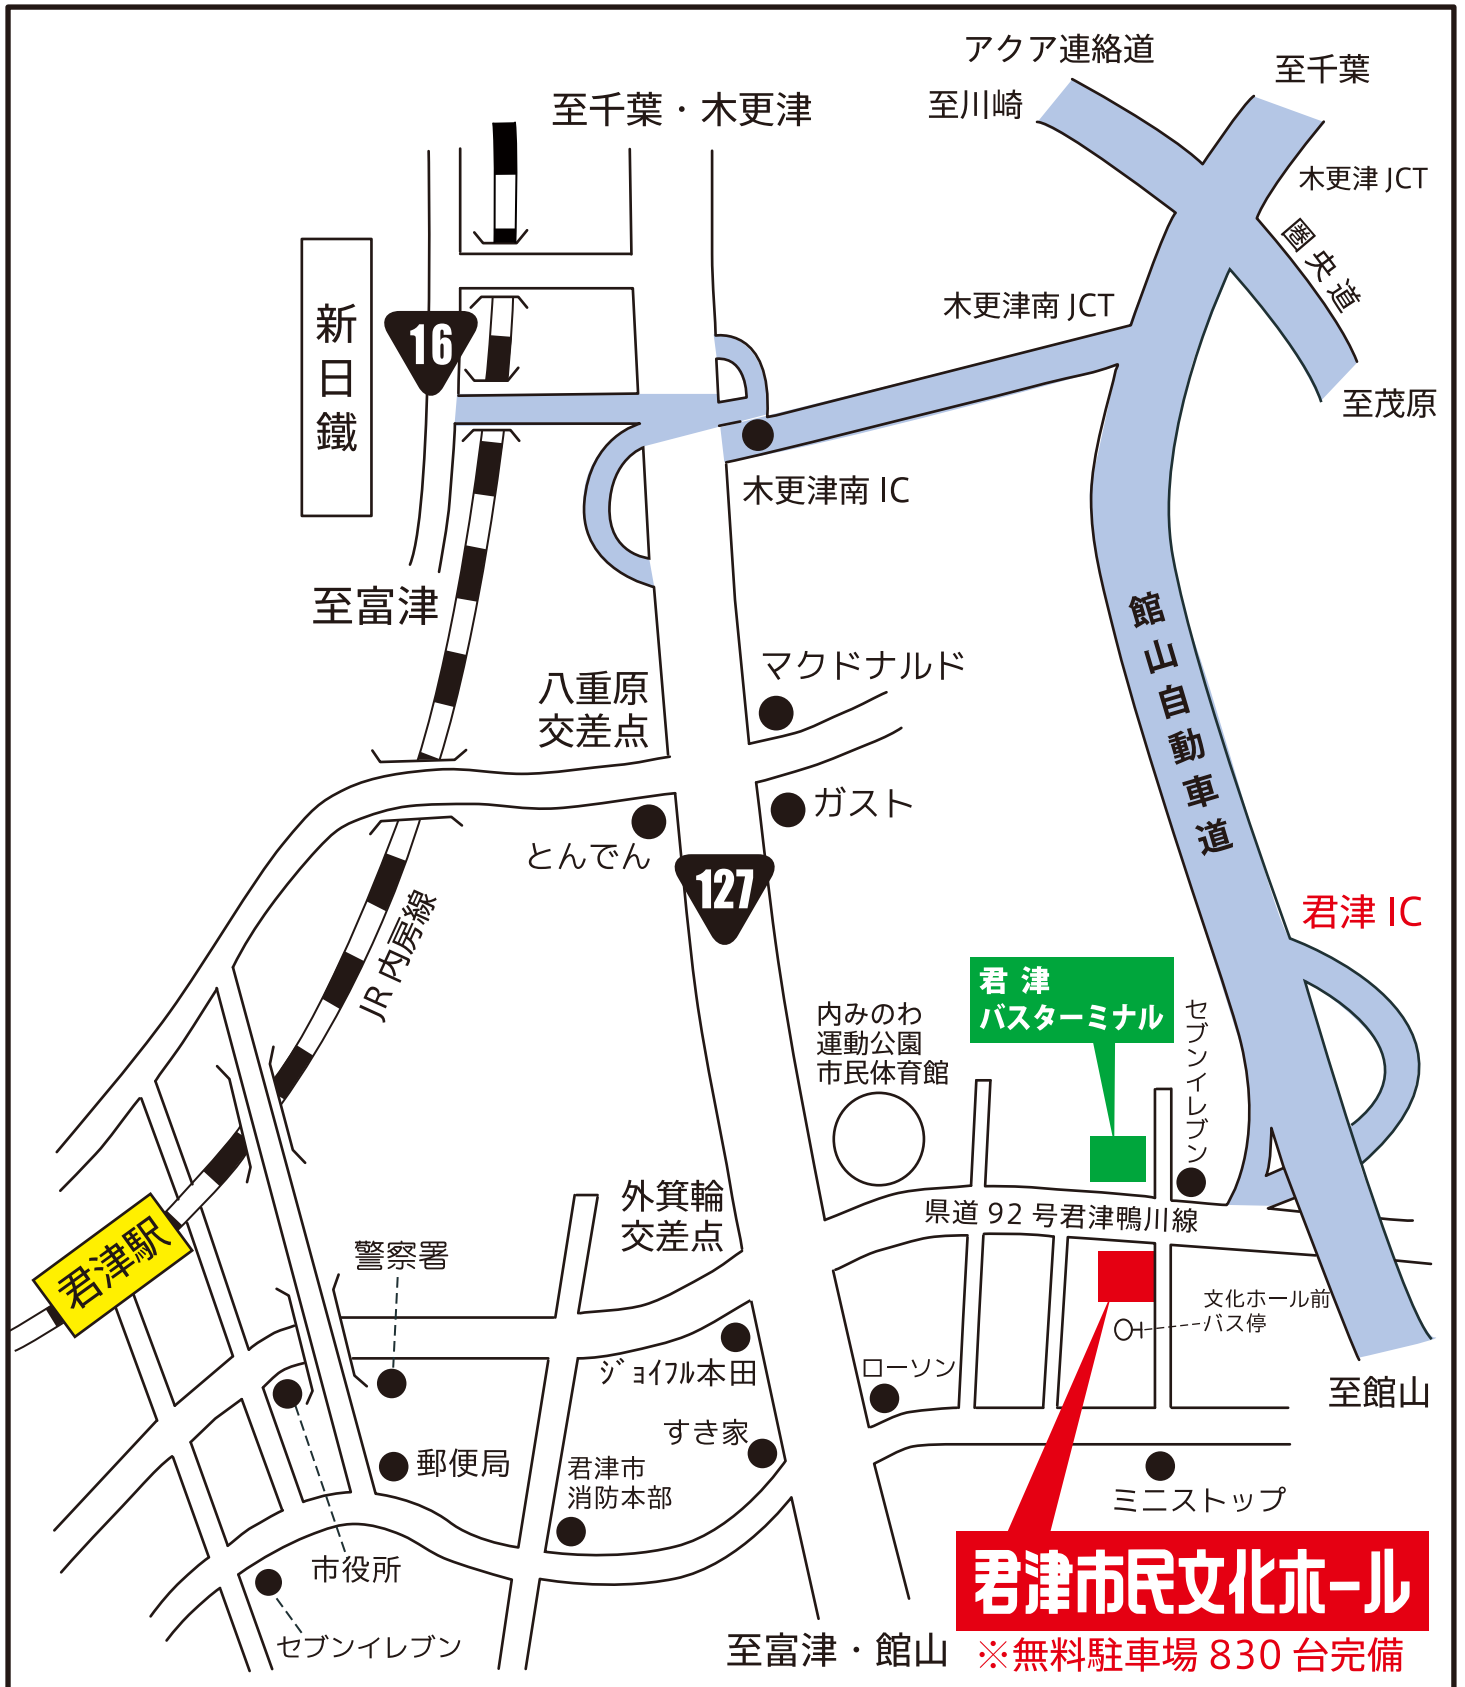 アクア連絡道
至千葉
至川崎
至千葉・木更津
木更津 JCT
圏央道
木更津南 JCT
新日鐵
16
至茂原
木更津南 IC
至富津
館山自動車道
マクドナルド
八重原
交差点
ガスト
とんでん
127
JR 内房線
君津 IC
君津
バスターミナル
セブンイレブン
内みのわ
運動公園
市民体育館
外箕輪
交差点
県道 92 号君津鴨川線
君津駅
警察署
文化ホール前
バス停
ジョイフル本田
ローソン
至館山
すき家
郵便局
君津市
消防本部
ミニストップ
市役所
セブンイレブン
君津市民文化ホール
至富津・館山
※無料駐車場 830 台完備